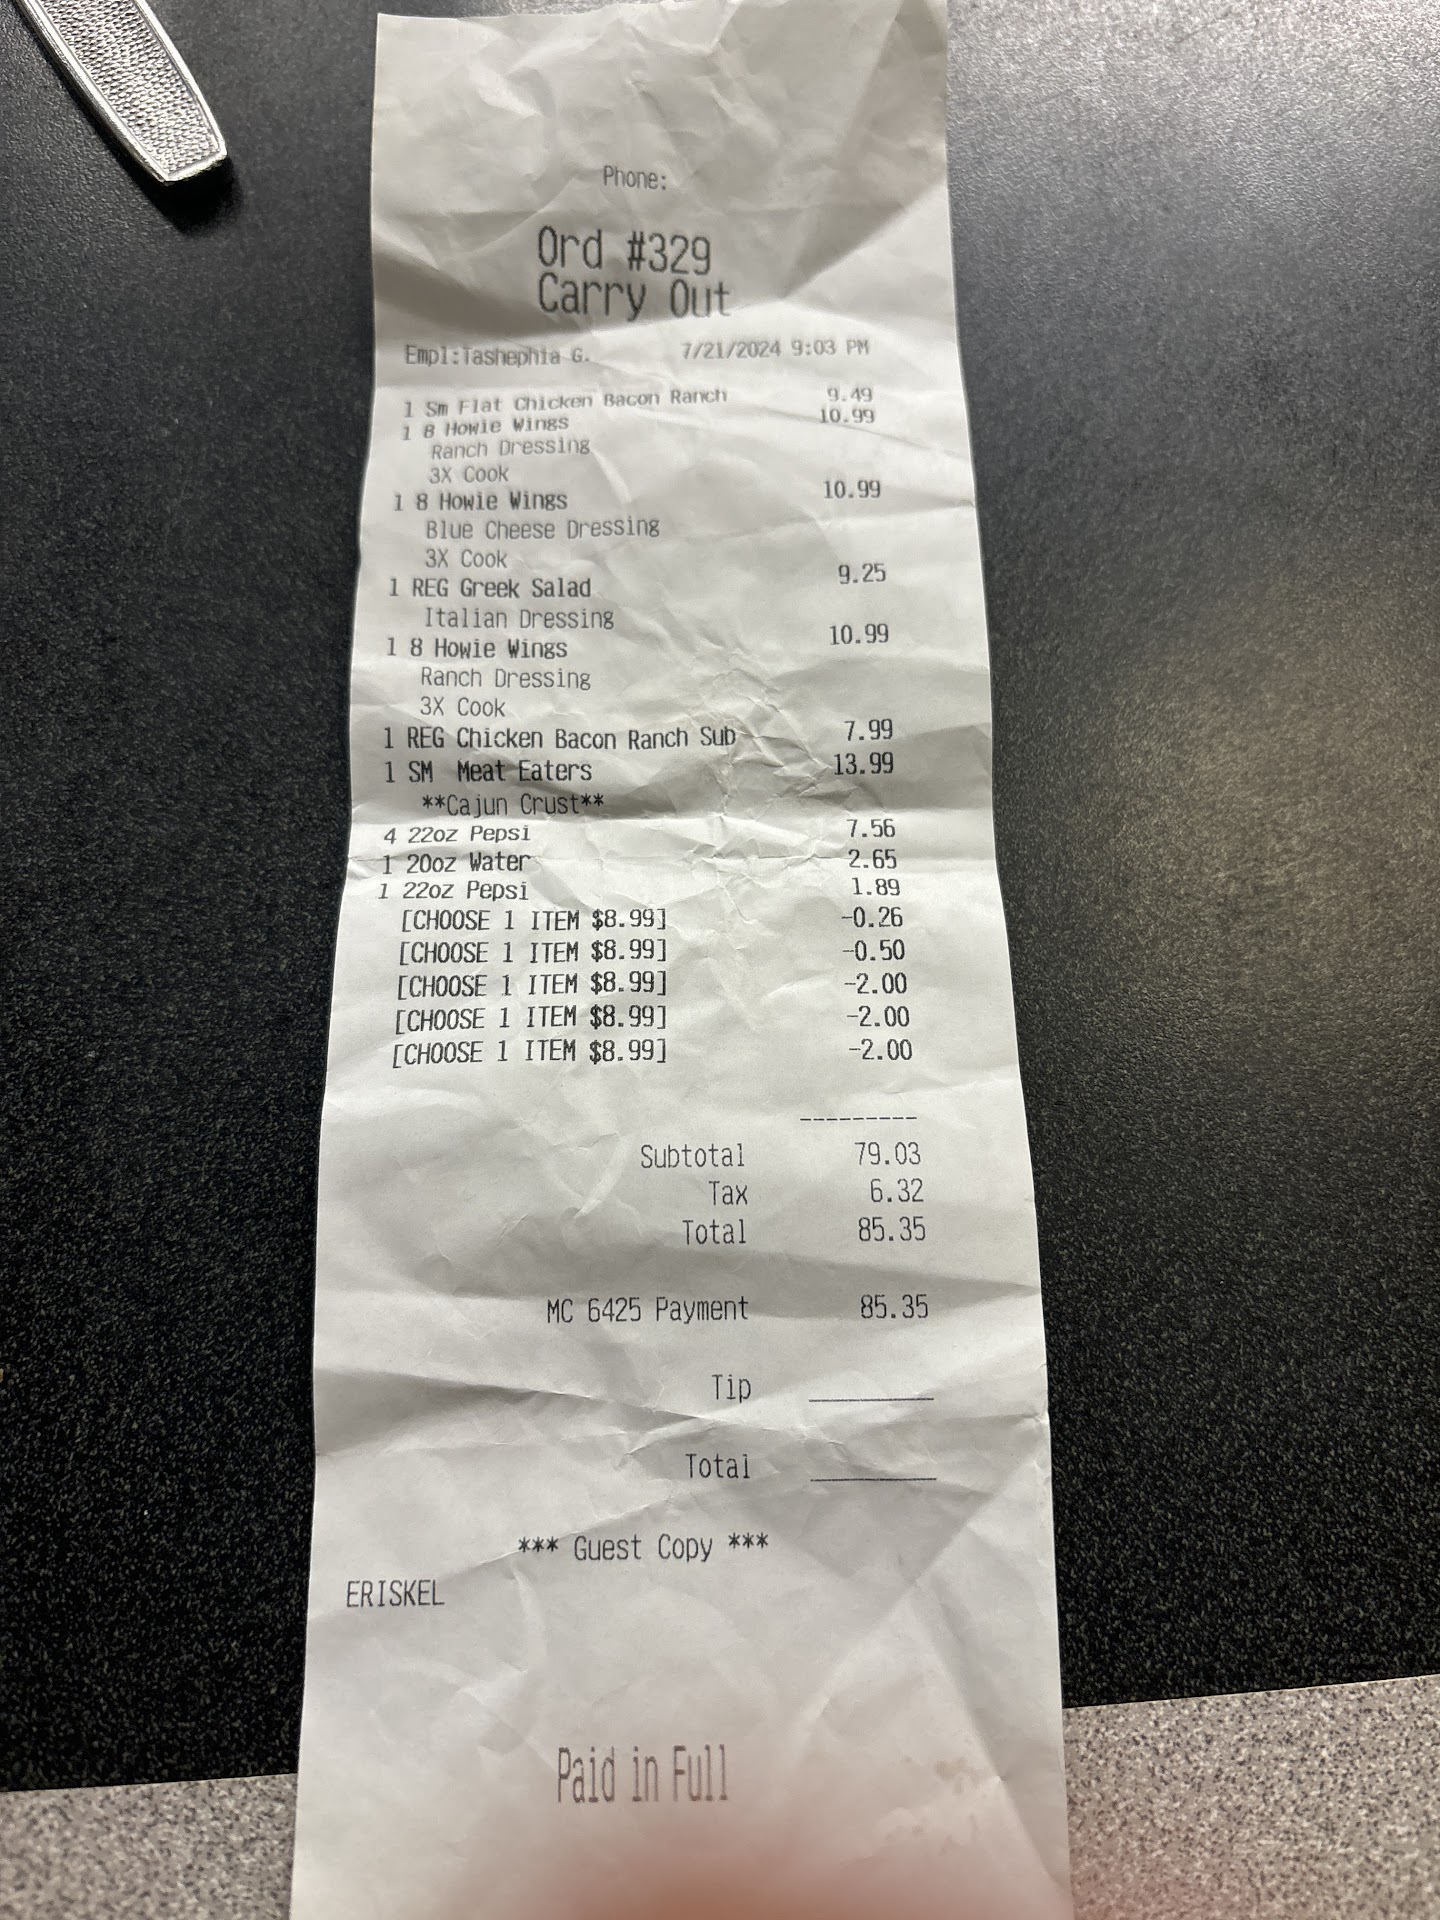 Phone:
Ord #329
Carry Out
Empl:Tashephia G. 7/21/2024 9:03 PM
1 Sm Flat Chicken Bacon Ranch 9.49
1 8 Howie Wings 10.99
Ranch Dressing
3X Cook
1 8 Howie Wings 10.99
Blue Cheese Dressing
3X Cook
1 REG Greek Salad 9.25
Italian Dressing
1 8 Howie Wings 10.99
Ranch Dressing
3X Cook
1 REG Chicken Bacon Ranch Sub 7.99
1 SM Meat Eaters 13.99
**Cajun Crust**
4 22oz Pepsi 7.56
1 20oz Water 2.65
1 22oz Pepsi 1.89
[CHOOSE 1 ITEM $8.99] -0.26
[CHOOSE 1 ITEM $8.99] -0.50
[CHOOSE 1 ITEM $8.99] -2.00
[CHOOSE 1 ITEM $8.99] -2.00
[CHOOSE 1 ITEM $8.99] -2.00
---------
Subtotal 79.03
Tax 6.32
Total 85.35
MC 6425 Payment 85.35
Tip
Total
*** Guest Copy ***
ERISKEL
Paid in Full